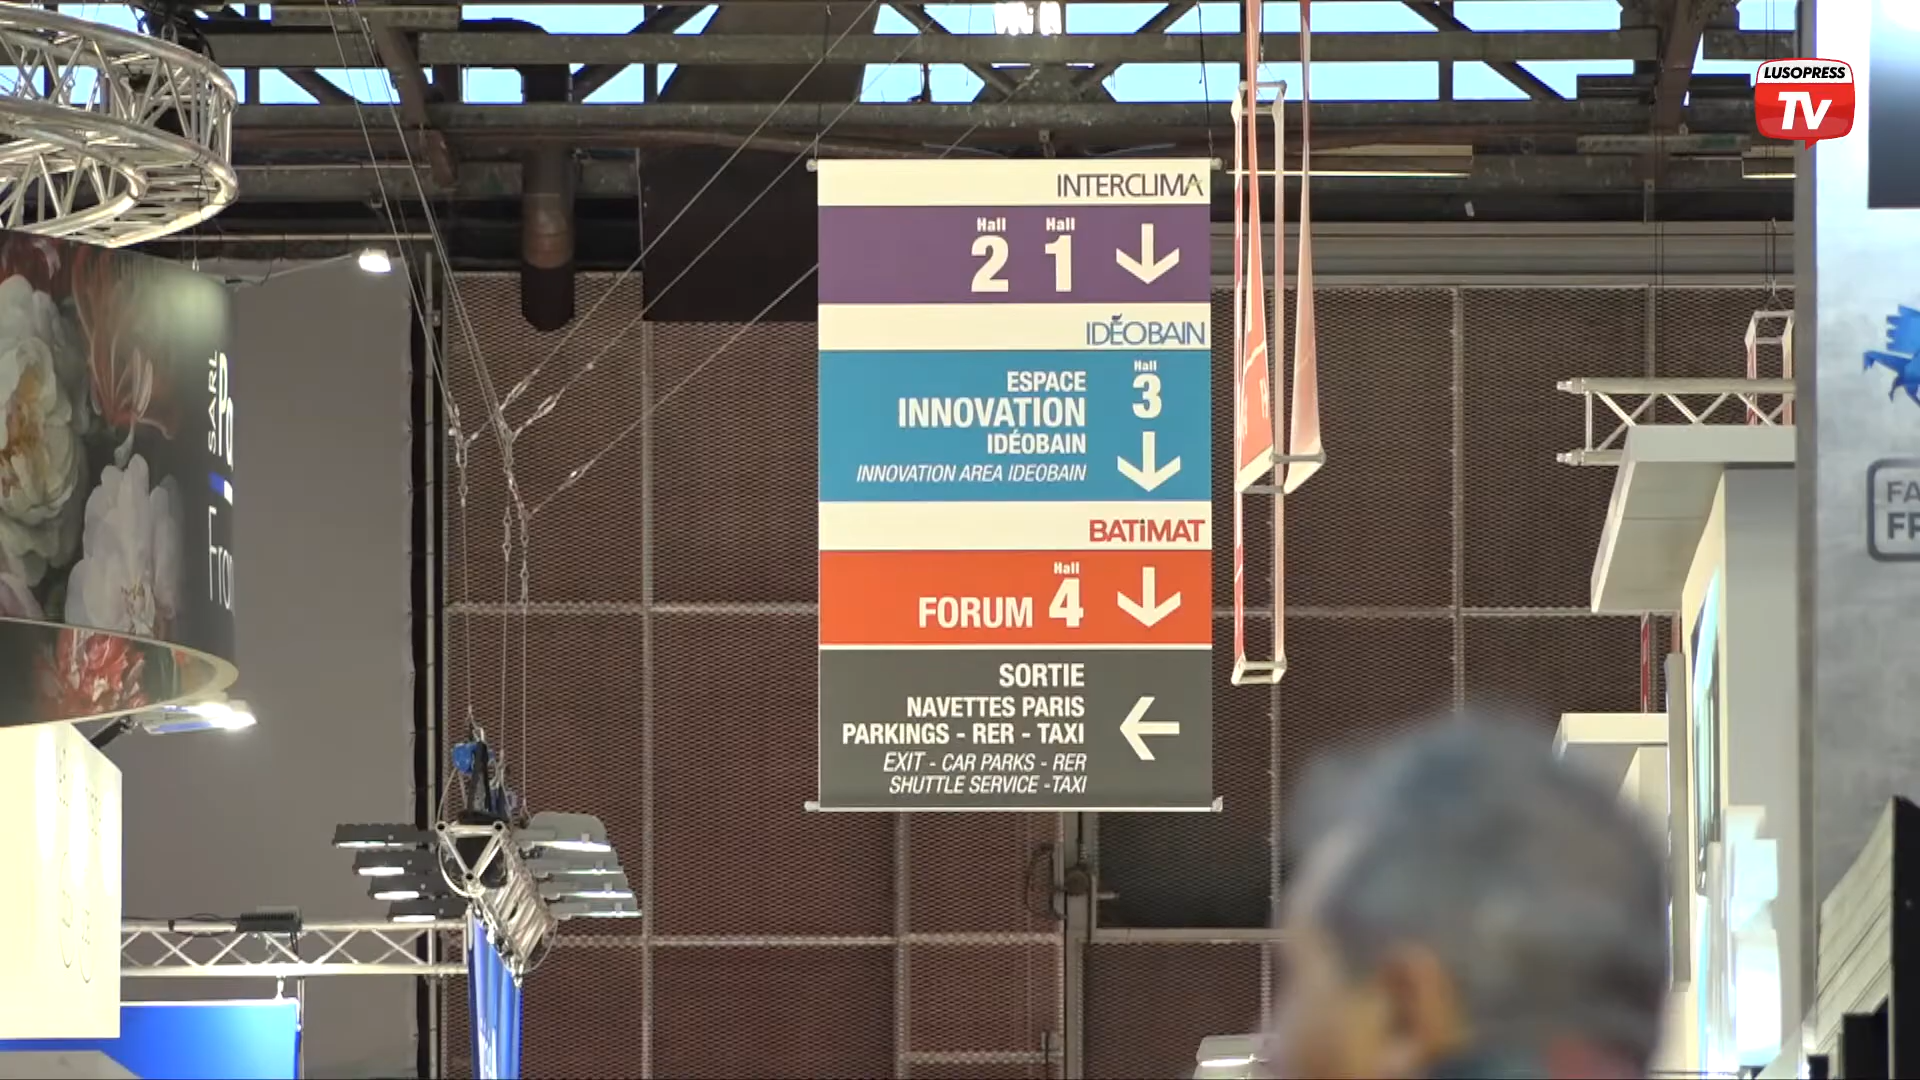 LUSOPRESS
TV
INTERCLIMA
Hall Hall
2 1
IDÉOBAIN
Hall
3
ESPACE
INNOVATION
IDÉOBAIN
INNOVATION AREA IDEOBAIN
BATiMAT
Hall
FORUM 4
SORTIE
NAVETTES PARIS
PARKINGS - RER - TAXI
EXIT - CAR PARKS - RER
SHUTTLE SERVICE -TAXI
SARL